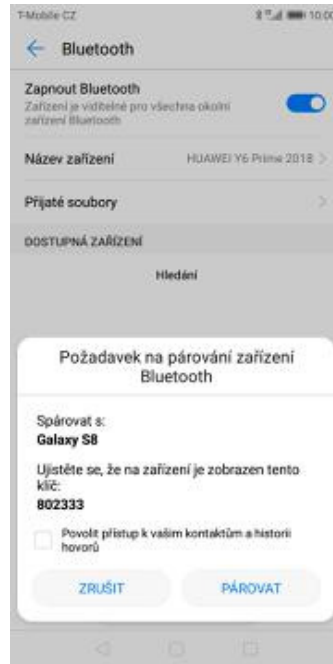 T-Mobile CZ 10:00
Bluetooth
Zapnout Bluetooth
Zařízení je viditelné pro všechna okolní
zařízení Bluetooth
Název zařízení HUAWEI Y6 Prime 2018
Přijaté soubory
DOSTUPNÁ ZAŘÍZENÍ
Hledání
Požadavek na párování zařízení
Bluetooth
Spárovat s:
Galaxy S8
Ujistěte se, že na zařízení je zobrazen tento
klíč:
802333
Povolit přístup k vašim kontaktům a historii
hovorů
ZRUŠIT PÁROVAT